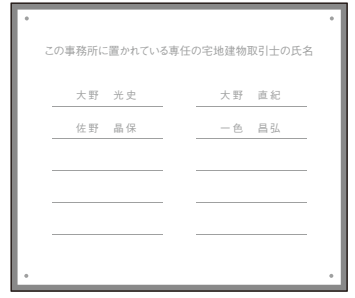 この事務所に置かれている専任の宅地建物取引士の氏名
大野　光史　大野　直紀
佐野　晶保　一色　昌弘